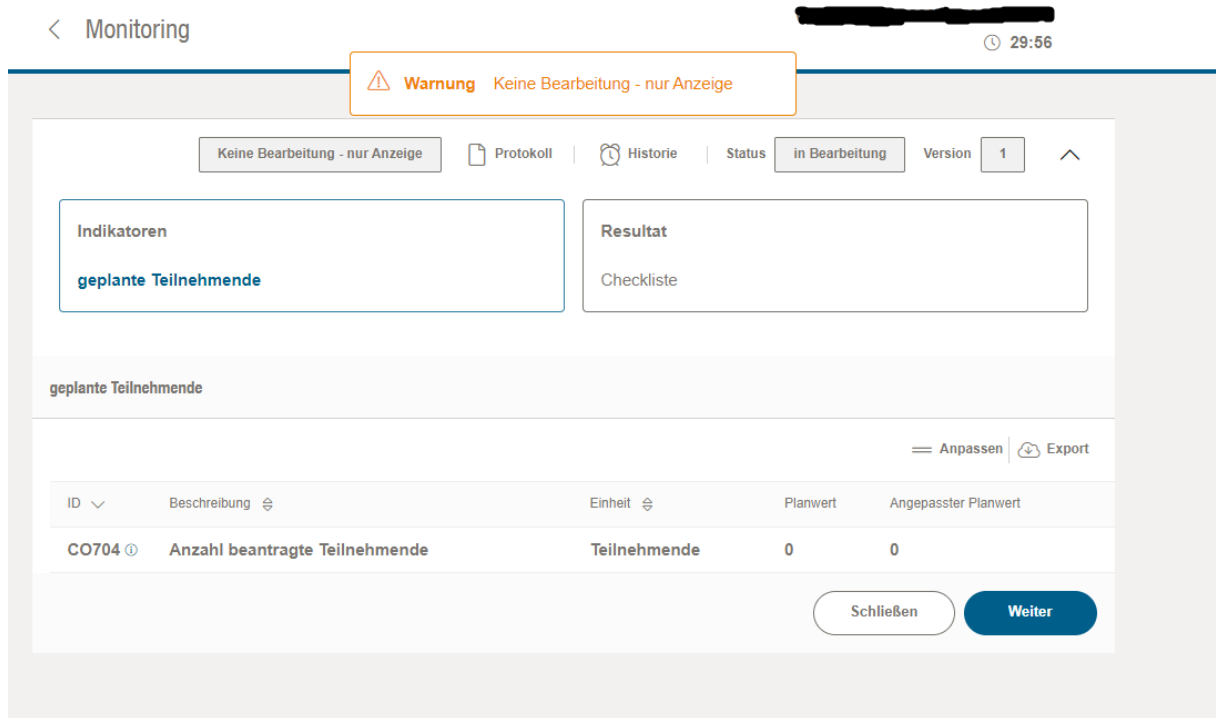 Monitoring
29:56
Warnung Keine Bearbeitung - nur Anzeige
Keine Bearbeitung - nur Anzeige Protokoll Historie Status in Bearbeitung Version 1
Indikatoren
geplante Teilnehmende
Resultat
Checkliste
geplante Teilnehmende
Anpassen Export
ID Beschreibung Einheit Planwert Angepasster Planwert
CO704 Anzahl beantragte Teilnehmende Teilnehmende 0 0
Schließen Weiter